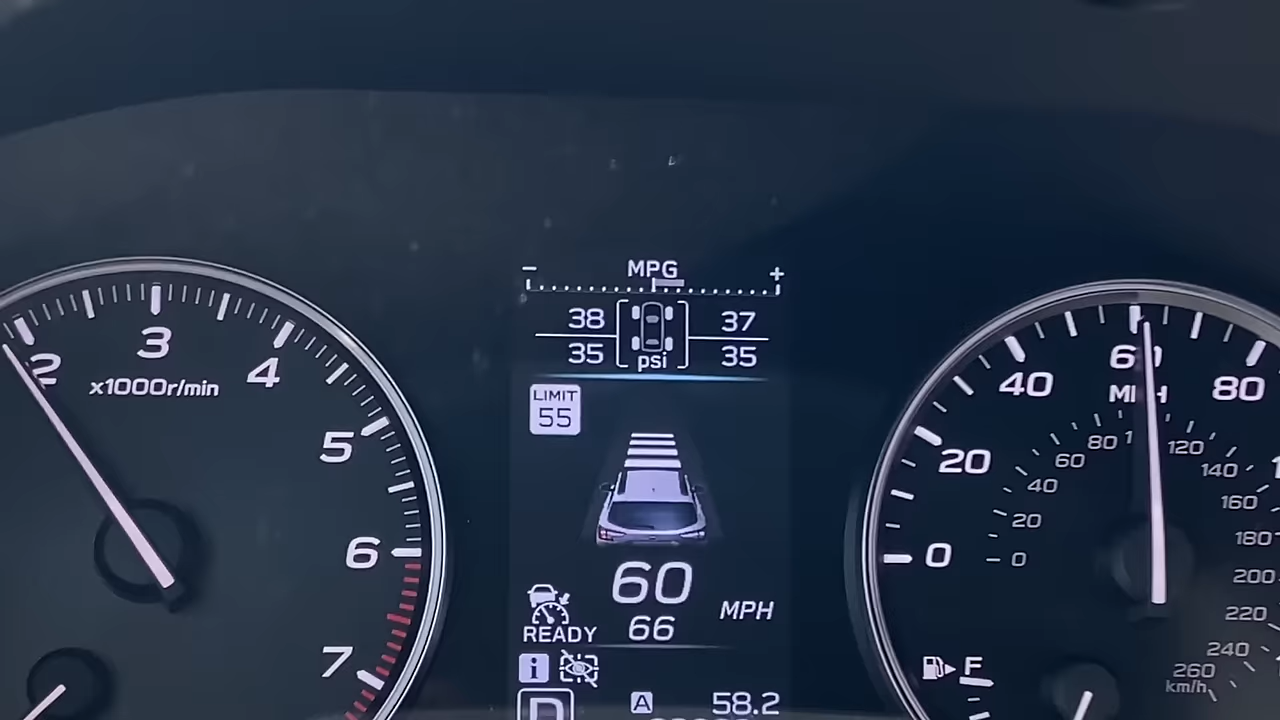 - MPG +
38 37
35 psi 35
LIMIT
55
60
MPH
66
READY
i
D
A 58.2
2
3
4
5
6
7
x1000r/min
0
20
40
60
80
MPH
0
20
40
60
80
120
140
160
180
200
220
240
260
km/h
F